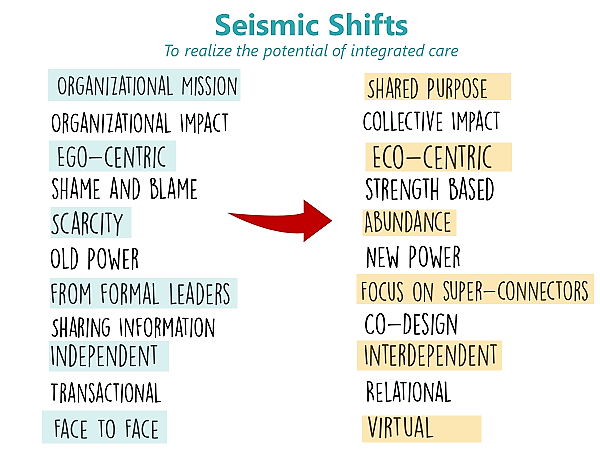 Seismic Shifts
To realize the potential of integrated care
ORGANIZATIONAL MISSION
SHARED PURPOSE
ORGANIZATIONAL IMPACT
COLLECTIVE IMPACT
EGO-CENTRIC
ECO-CENTRIC
SHAME AND BLAME
STRENGTH BASED
SCARCITY
ABUNDANCE
OLD POWER
NEW POWER
FROM FORMAL LEADERS
FOCUS ON SUPER-CONNECTORS
SHARING INFORMATION
CO-DESIGN
INDEPENDENT
INTERDEPENDENT
TRANSACTIONAL
RELATIONAL
FACE TO FACE
VIRTUAL